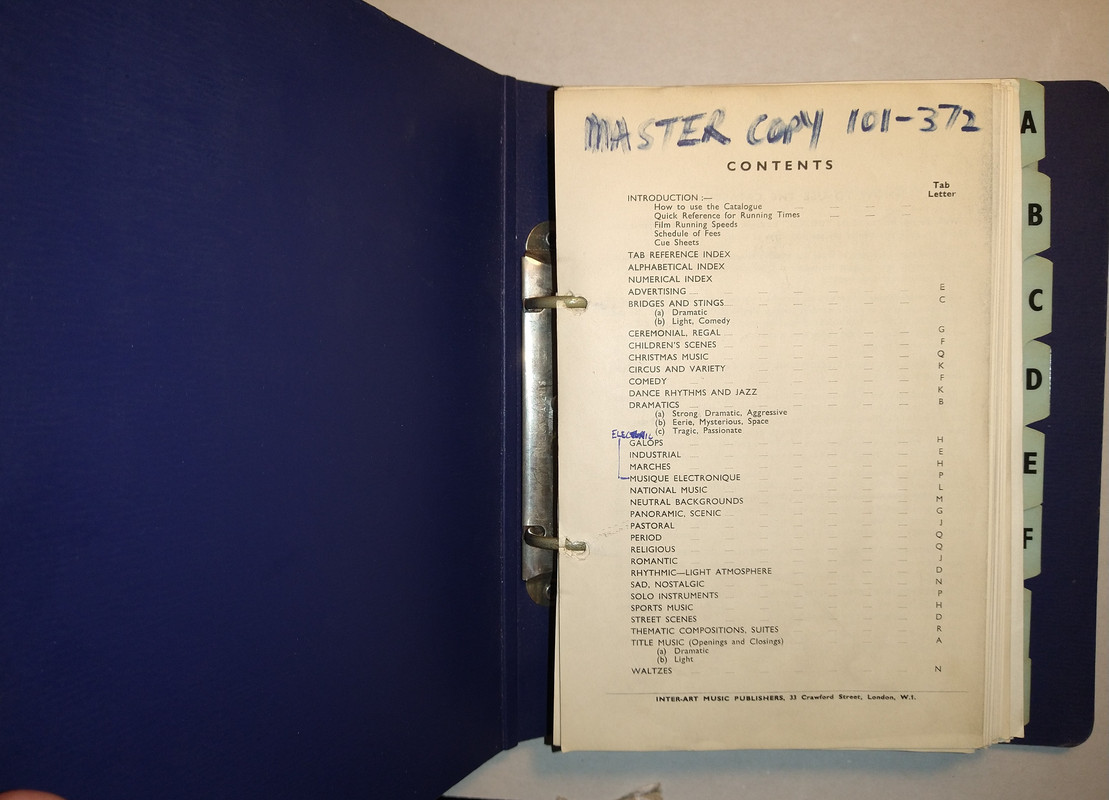 MASTER COPY 101-372
CONTENTS
Tab
Letter
INTRODUCTION :—
How to use the Catalogue
Quick Reference for Running Times
Film Running Speeds
Schedule of Fees
Cue Sheets
TAB REFERENCE INDEX
ALPHABETICAL INDEX
NUMERICAL INDEX
ADVERTISING E
BRIDGES AND STINGS C
(a) Dramatic
(b) Light, Comedy
CEREMONIAL, REGAL G
CHILDREN'S SCENES F
CHRISTMAS MUSIC Q
CIRCUS AND VARIETY K
COMEDY F
DANCE RHYTHMS AND JAZZ K
DRAMATICS B
(a) Strong, Dramatic, Aggressive
(b) Eerie, Mysterious, Space
(c) Tragic, Passionate
ELECTRONIC
GALOPS H
INDUSTRIAL E
MARCHES H
MUSIQUE ELECTRONIQUE P
NATIONAL MUSIC L
NEUTRAL BACKGROUNDS M
PANORAMIC, SCENIC G
PASTORAL J
PERIOD Q
RELIGIOUS Q
ROMANTIC J
RHYTHMIC—LIGHT ATMOSPHERE D
SAD, NOSTALGIC N
SOLO INSTRUMENTS P
SPORTS MUSIC H
STREET SCENES D
THEMATIC COMPOSITIONS, SUITES R
TITLE MUSIC (Openings and Closings) A
(a) Dramatic
(b) Light
WALTZES N
INTER-ART MUSIC PUBLISHERS, 33 Crawford Street, London, W.1.
A
B
C
D
E
F